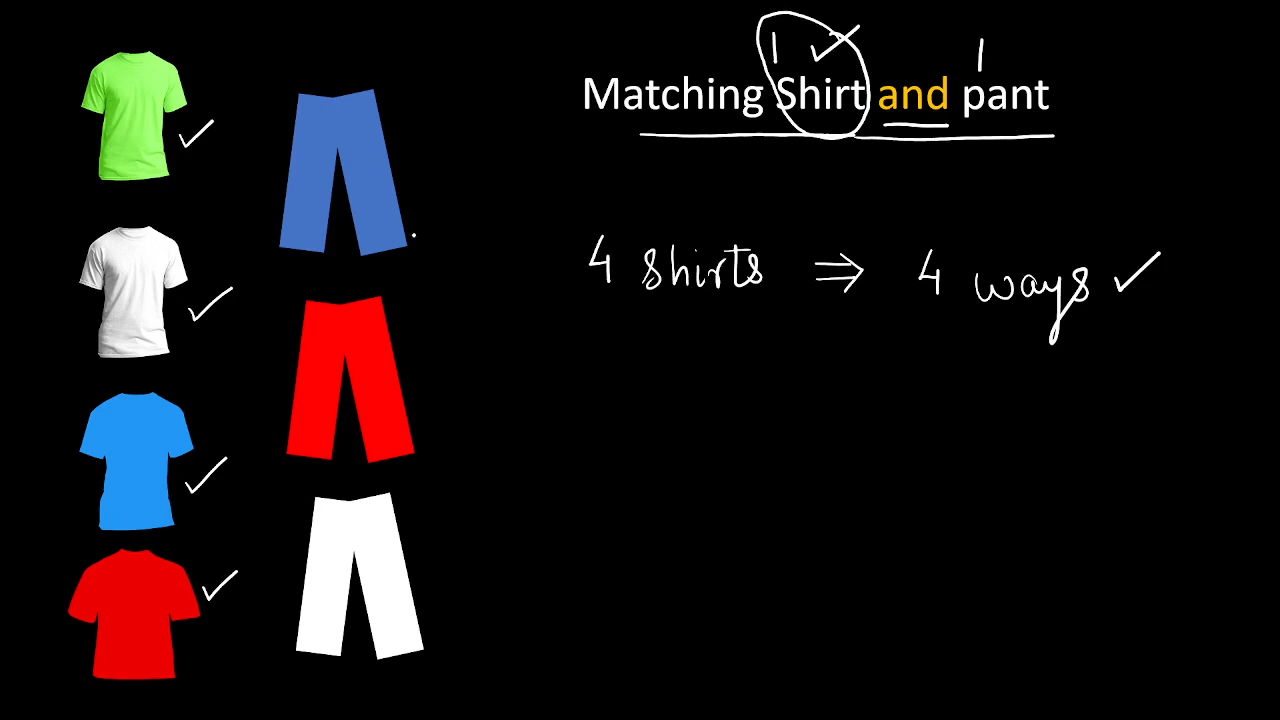 1 ✓ 1
Matching Shirt and pant
4 shirts ⇒ 4 ways ✓